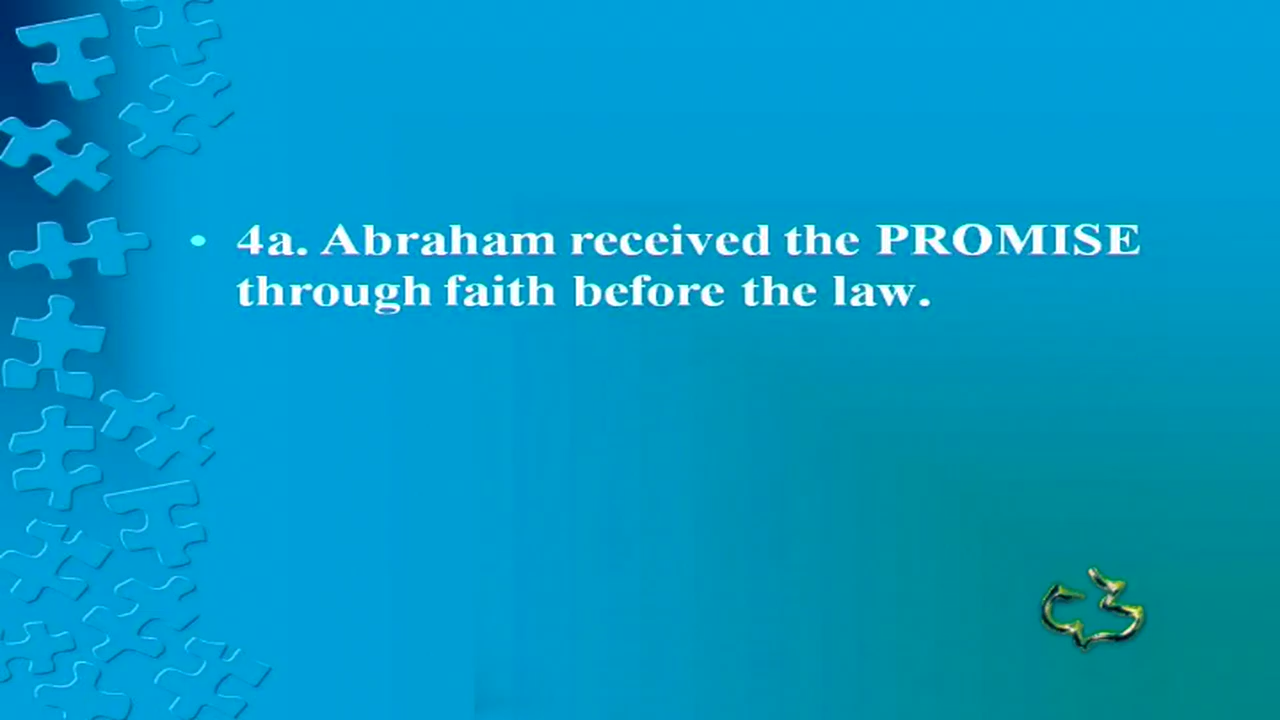 • 4a. Abraham received the PROMISE
through faith before the law.